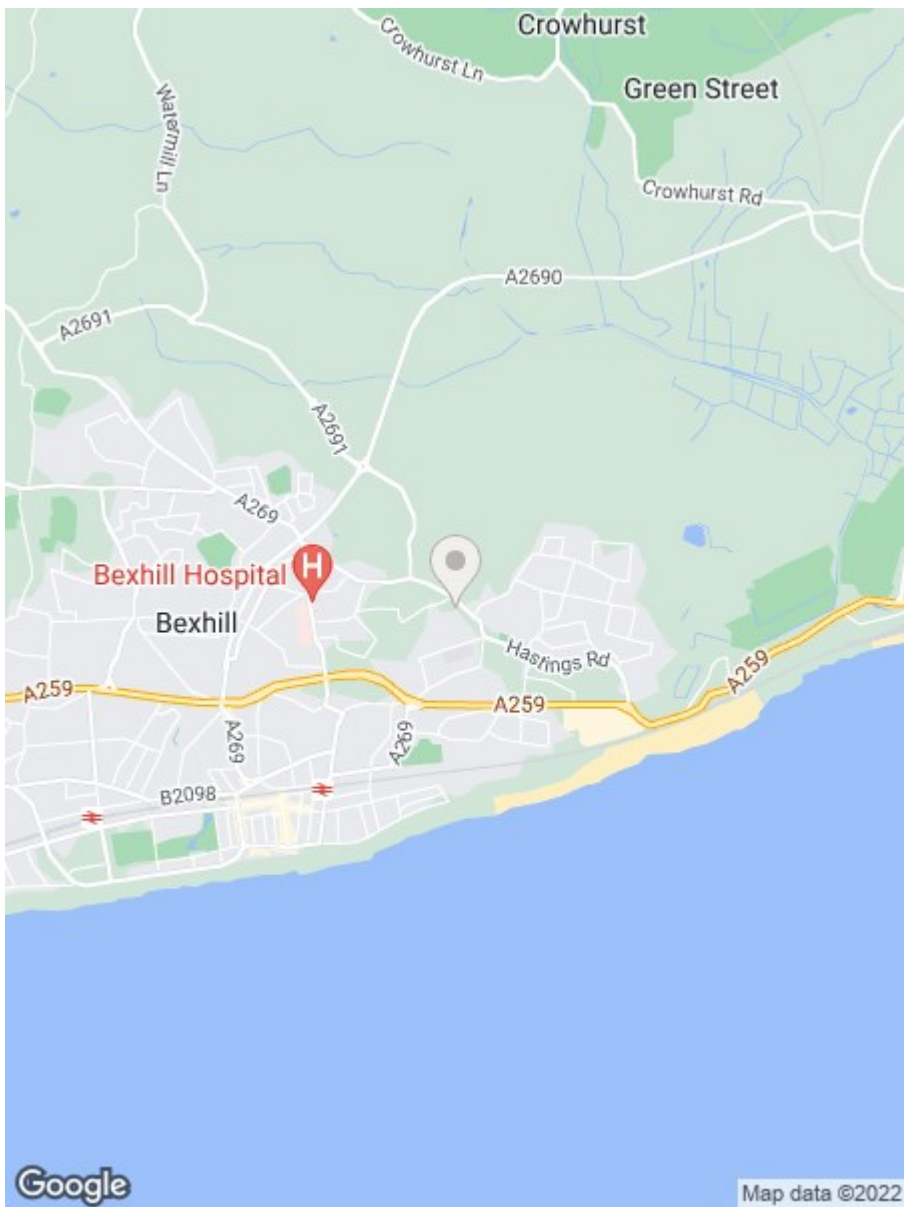 Crowhurst
Crowhurst Ln
Green Street
Watermill Ln
Crowhurst Rd
A2690
A2691
A2691
A269
H
Bexhill Hospital
Bexhill
Hastings Rd
A259
A259
A259
A269
A269
B2098
Google
Map data ©2022